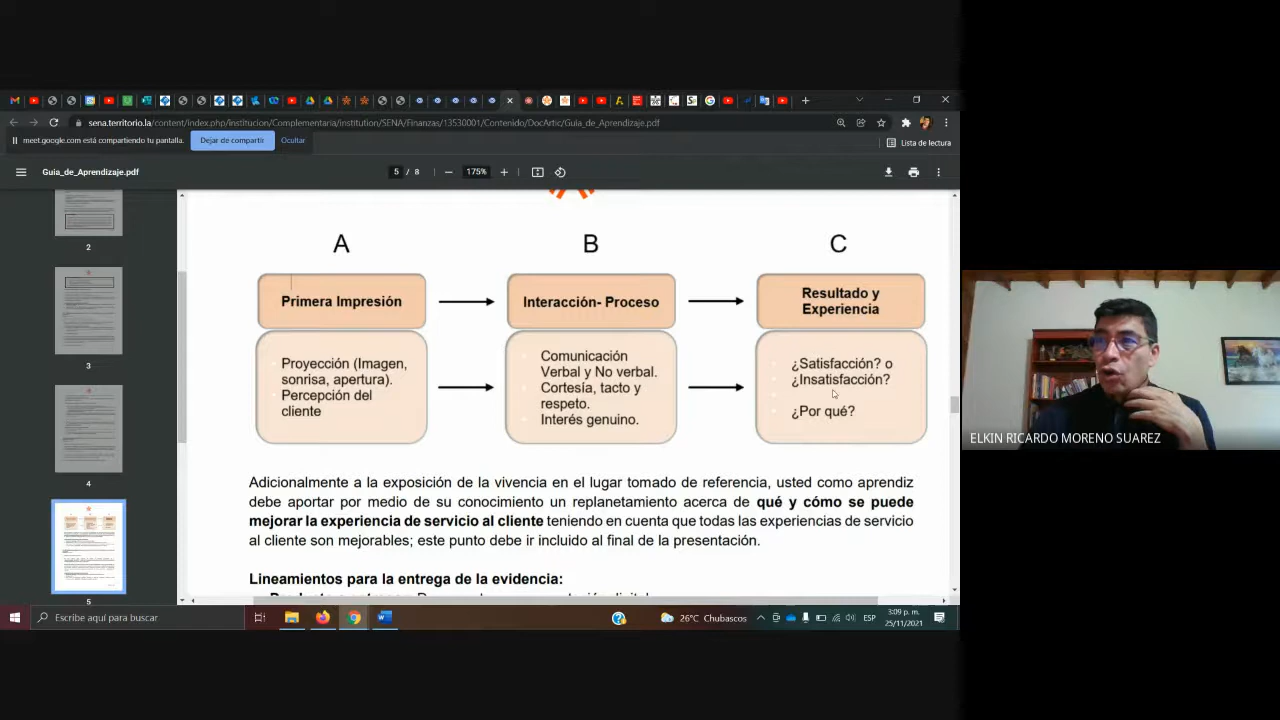 sena.territorio.la/content/index.php/institucion/Complementaria/institution/SENA/Finanzas/13530001/Contenido/DocArtic/Guia_de_Aprendizaje.pdf
meet.google.com está compartiendo tu pantalla.
Dejar de compartir
Ocultar
Lista de lectura
Guia_de_Aprendizaje.pdf
5 / 8
175%
2
3
4
5
A
B
C
Primera Impresión
Interacción- Proceso
Resultado y
Experiencia
Proyección (Imagen,
sonrisa, apertura).
Percepción del
cliente
Comunicación
Verbal y No verbal.
Cortesía, tacto y
respeto.
Interés genuino.
¿Satisfacción? o
¿Insatisfacción?
¿Por qué?
Adicionalmente a la exposición de la vivencia en el lugar tomado de referencia, usted como aprendiz
debe aportar por medio de su conocimiento un replanetamiento acerca de qué y cómo se puede
mejorar la experiencia de servicio al cliente teniendo en cuenta que todas las experiencias de servicio
al cliente son mejorables; este punto deberá ir incluido al final de la presentación.
Lineamientos para la entrega de la evidencia:
ELKIN RICARDO MORENO SUAREZ
Escribe aquí para buscar
26°C Chubascos
ESP
3:09 p. m.
25/11/2021